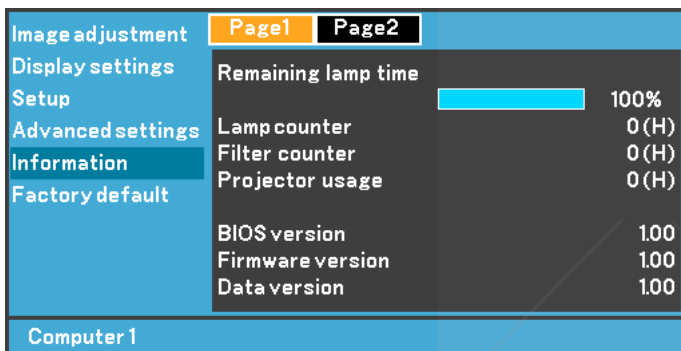 Image adjustment
Display settings
Setup
Advanced settings
Information
Factory default
Page1 Page2
Remaining lamp time
100%
Lamp counter 0(H)
Filter counter 0(H)
Projector usage 0(H)
BIOS version 1.00
Firmware version 1.00
Data version 1.00
Computer 1